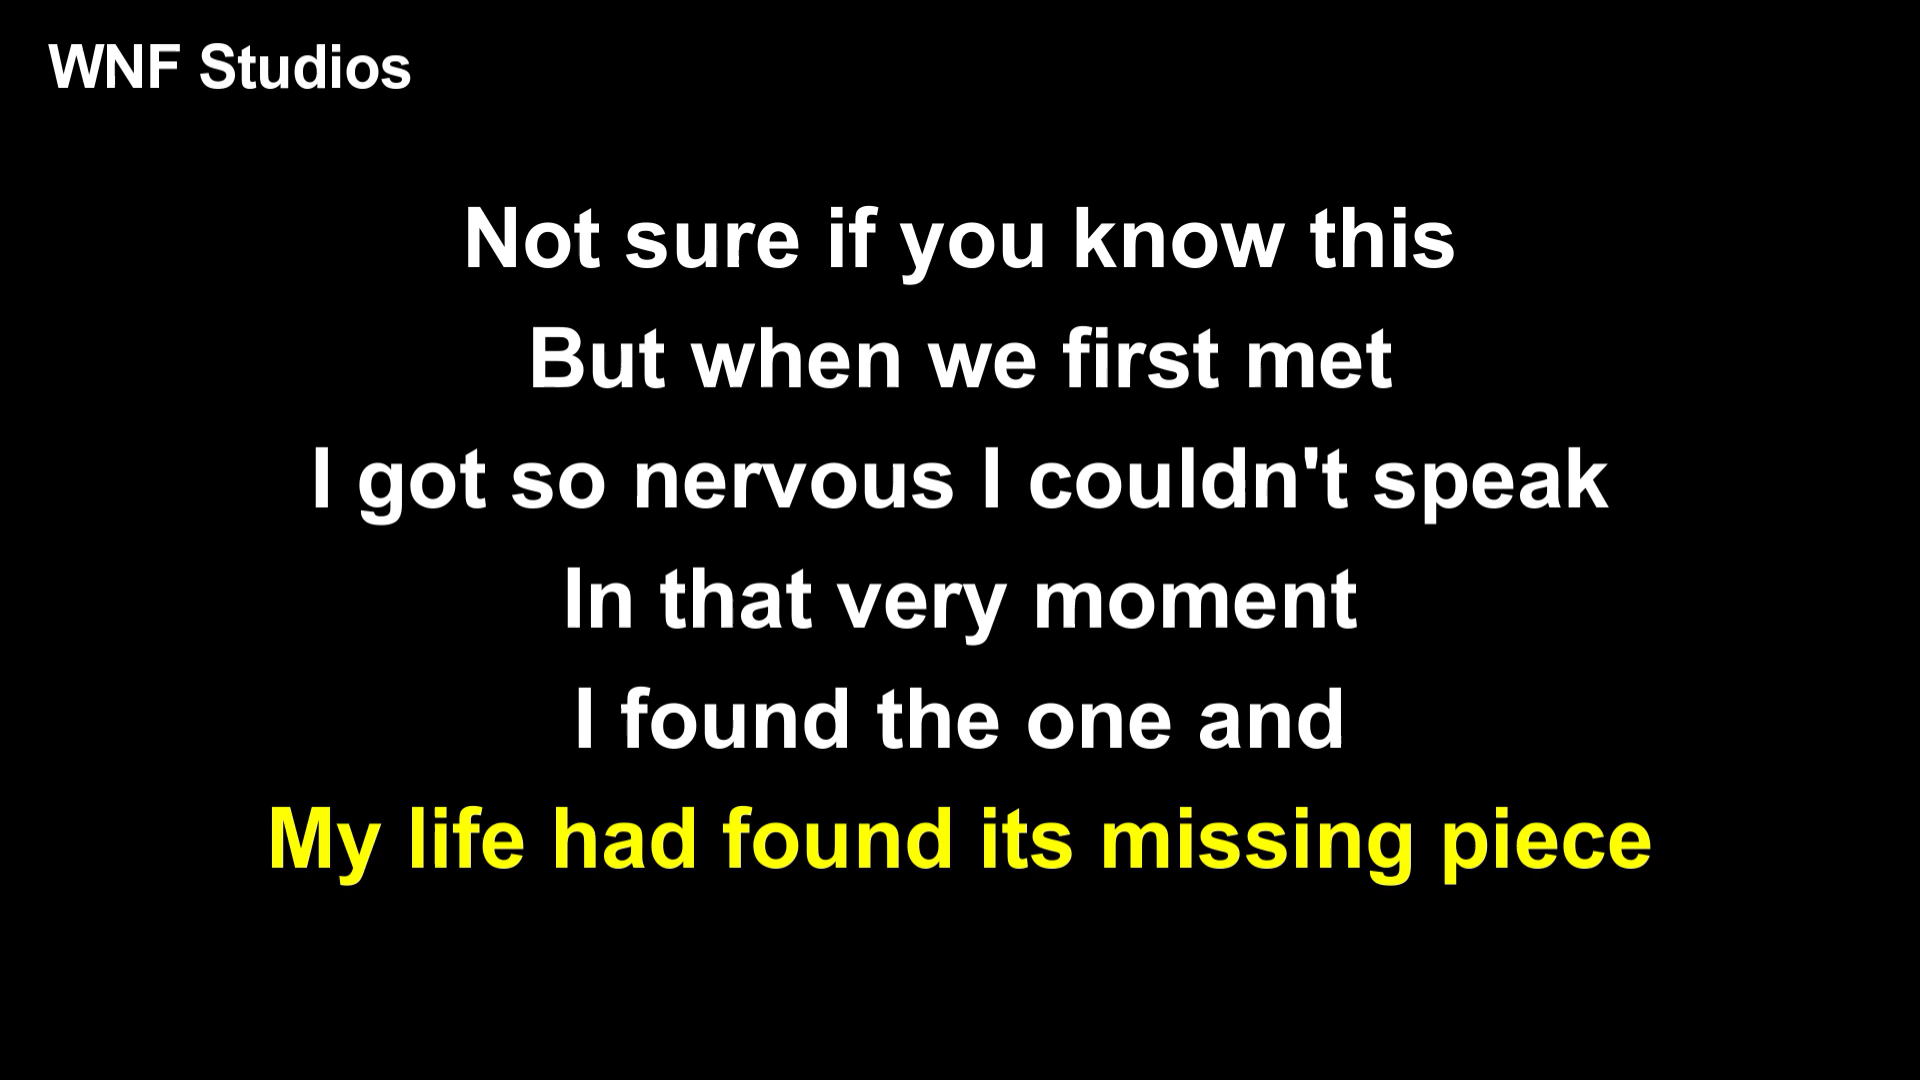 WNF Studios
Not sure if you know this
But when we first met
I got so nervous I couldn't speak
In that very moment
I found the one and
My life had found its missing piece